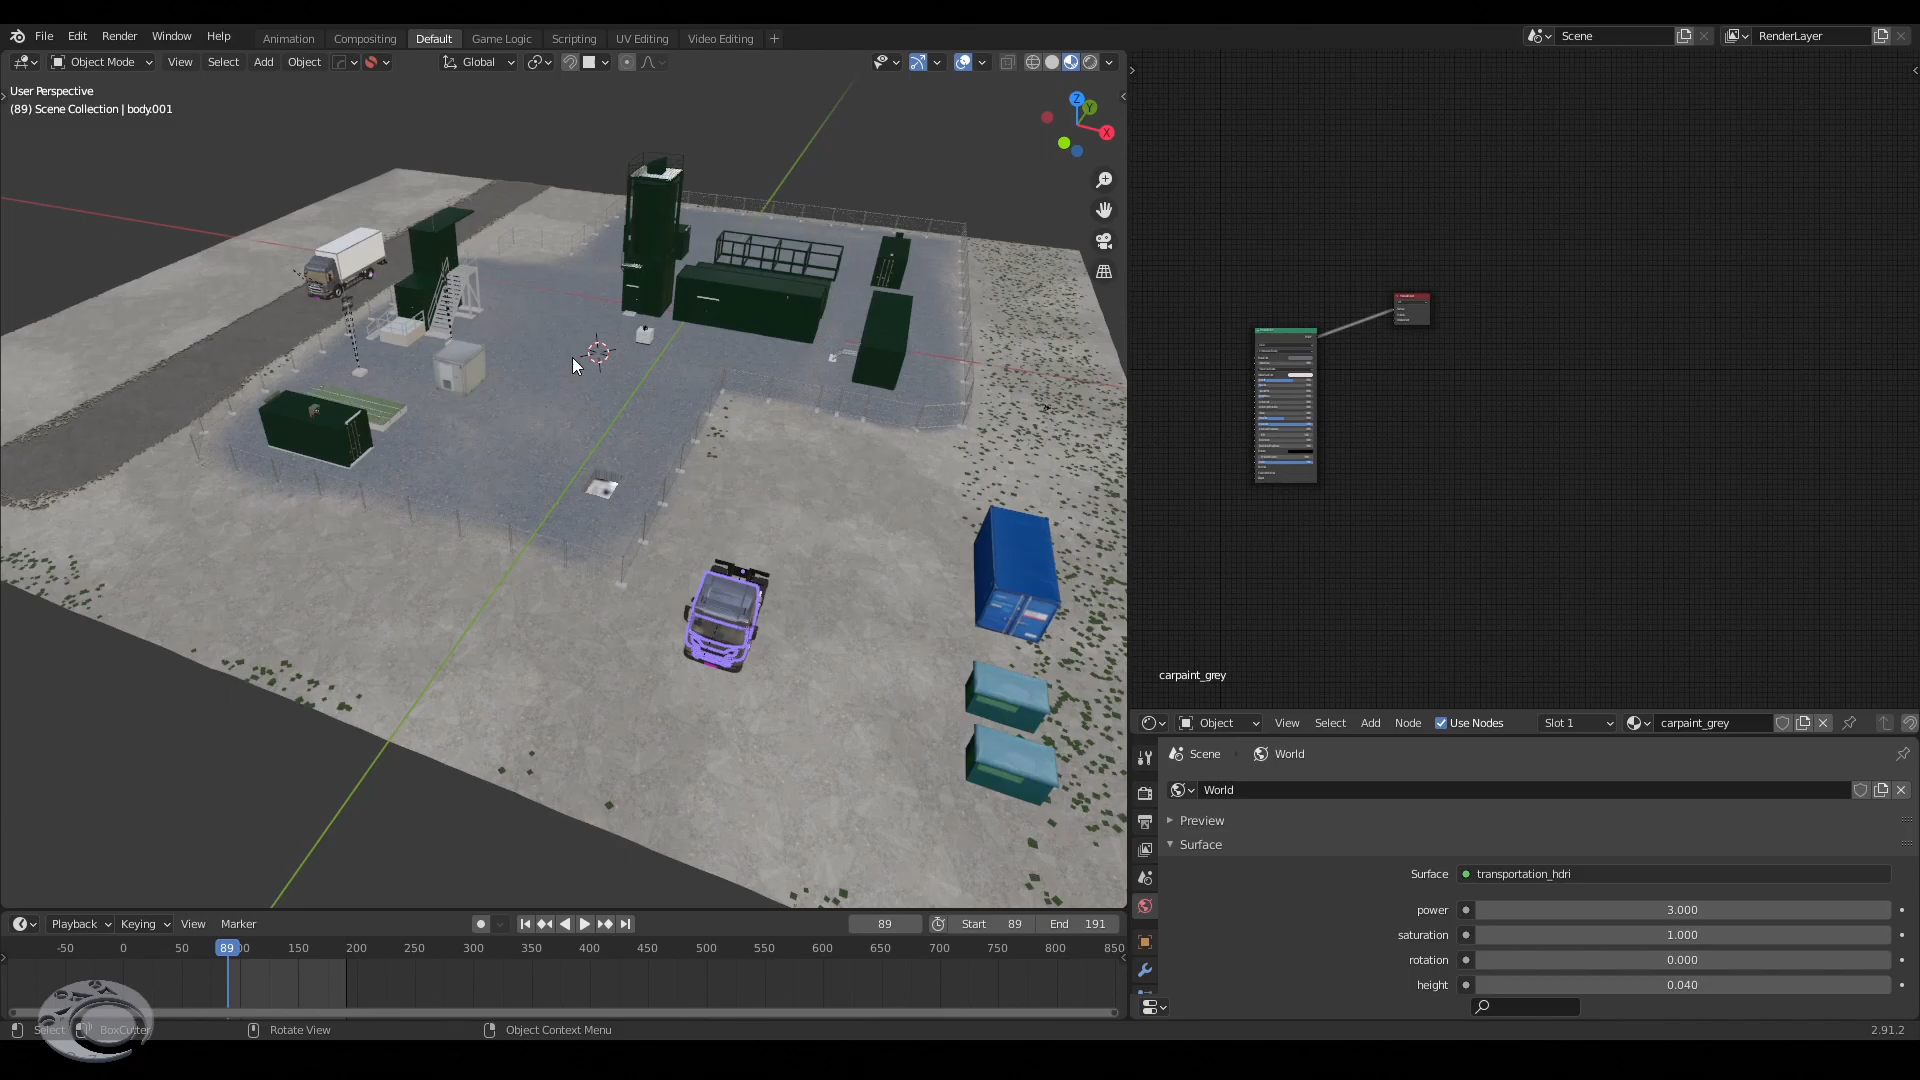 File Edit Render Window Help
Animation Compositing Default Game Logic Scripting UV Editing Video Editing +
Scene
RenderLayer
Object Mode View Select Add Object Global
User Perspective
(89) Scene Collection | body.001
Z
Y
X
carpaint_grey
Object View Select Add Node Use Nodes Slot 1 carpaint_grey
Scene World
World
Preview
Surface
Surface transportation_hdri
power 3.000
saturation 1.000
rotation 0.000
height 0.040
Playback Keying View Marker 89 Start 89 End 191
-50 0 50 89 150 200 250 300 350 400 450 500 550 600 650 700 750 800 850
Select BoxCutter Rotate View Object Context Menu 2.91.2